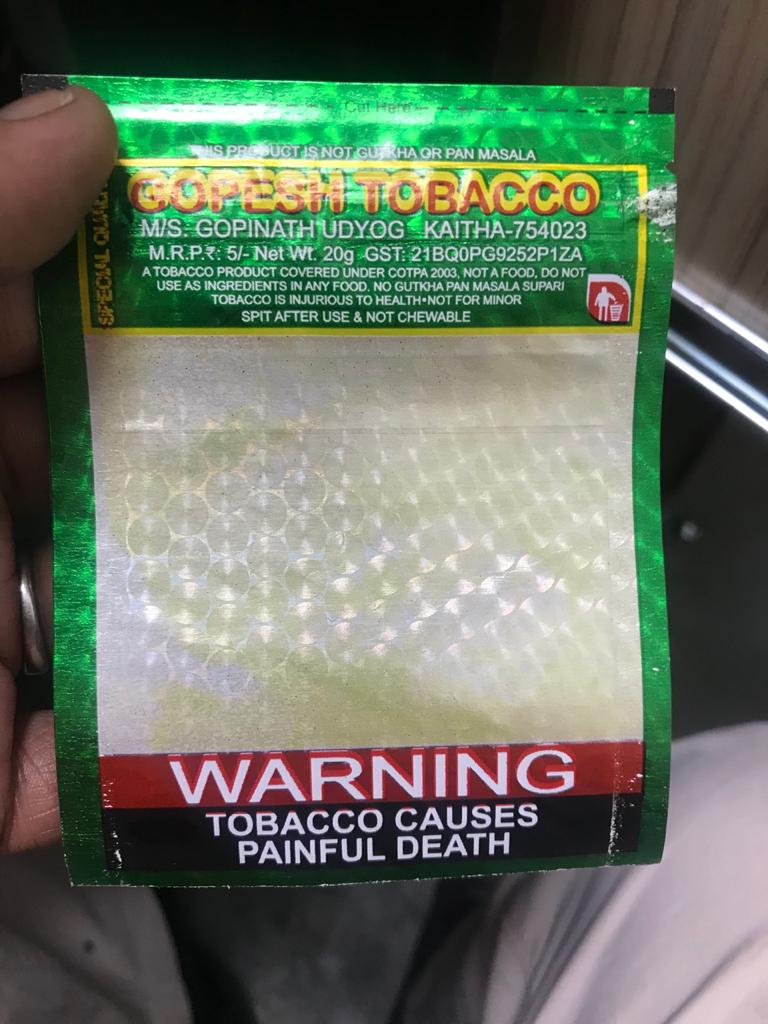 Cut Here
THIS PRODUCT IS NOT GUTKHA OR PAN MASALA
SPECIAL QUALITY
GOPESH TOBACCO
M/S. GOPINATH UDYOG KAITHA-754023
M.R.P.₹: 5/- Net Wt. 20g GST: 21BQ0PG9252P1ZA
A TOBACCO PRODUCT COVERED UNDER COTPA 2003, NOT A FOOD, DO NOT
USE AS INGREDIENTS IN ANY FOOD. NO GUTKHA PAN MASALA SUPARI
TOBACCO IS INJURIOUS TO HEALTH•NOT FOR MINOR
SPIT AFTER USE & NOT CHEWABLE
WARNING
TOBACCO CAUSES
PAINFUL DEATH